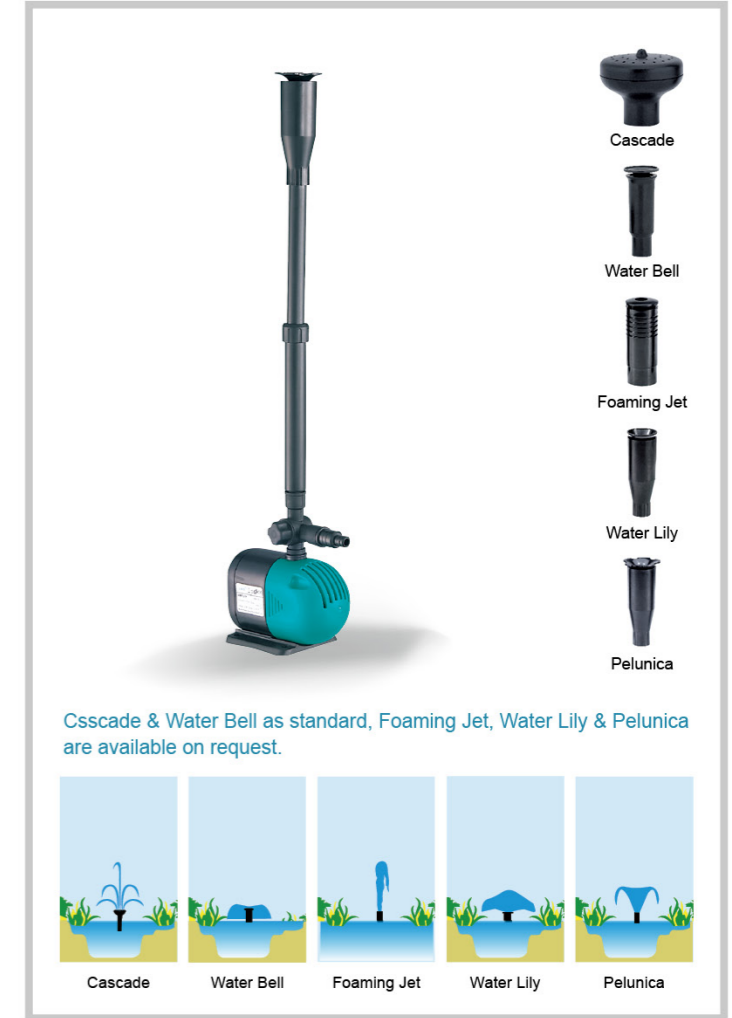 Cascade
Water Bell
Foaming Jet
Water Lily
Pelunica
Csscade & Water Bell as standard, Foaming Jet, Water Lily & Pelunica
are available on request.
Cascade
Water Bell
Foaming Jet
Water Lily
Pelunica